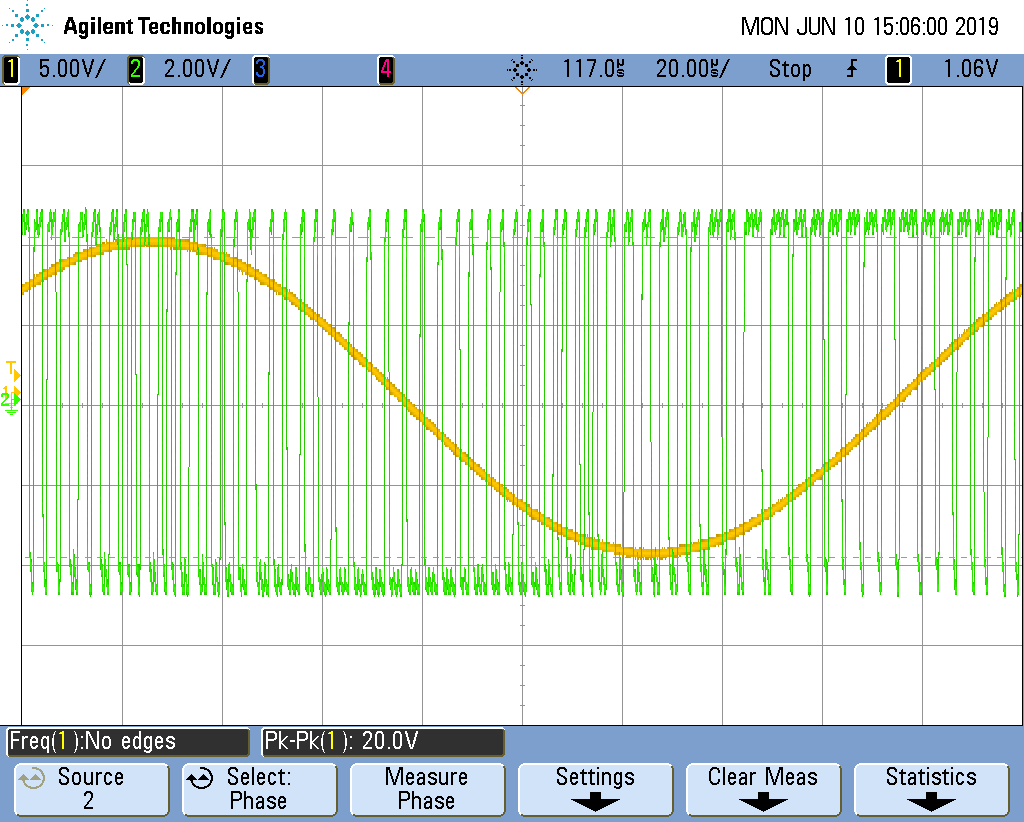 Agilent Technologies MON JUN 10 15:06:00 2019
1 5.00V/ 2 2.00V/ 3 4 117.0µs 20.00µs/ Stop 1 1.06V
T
1
2
Freq(1):No edges Pk-Pk(1): 20.0V
Source Select: Measure Settings Clear Meas Statistics
2 Phase Phase